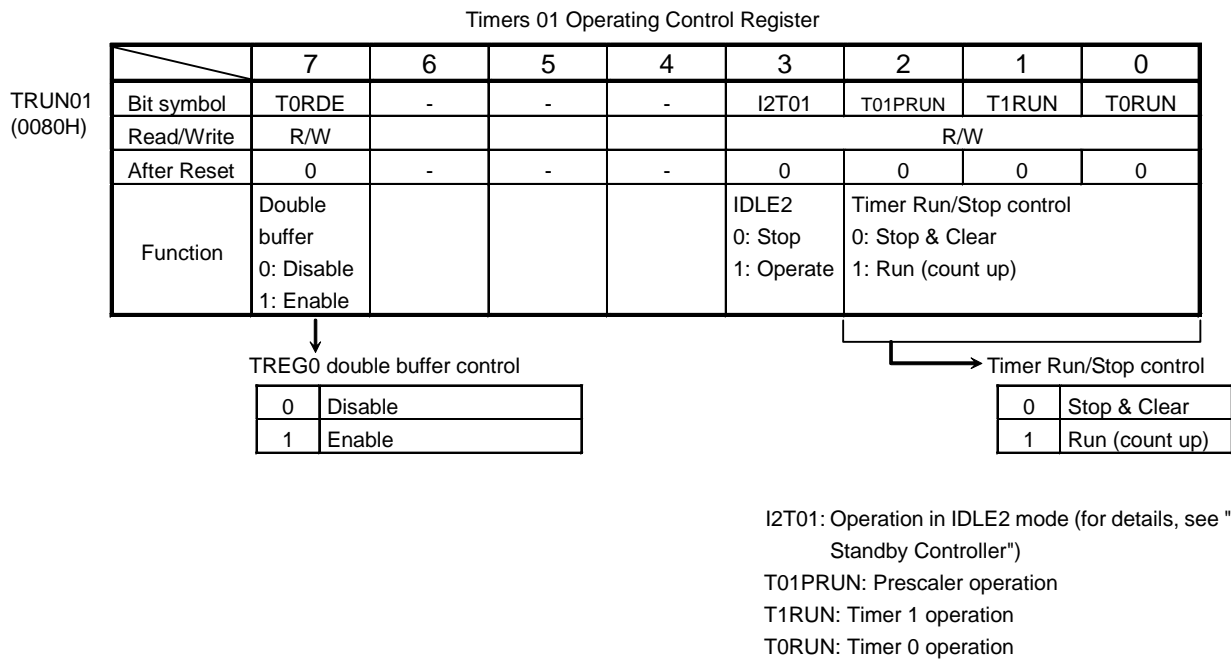 Timers 01 Operating Control Register
7 6 5 4 3 2 1 0
TRUN01
(0080H)
Bit symbol T0RDE - - - I2T01 T01PRUN T1RUN T0RUN
Read/Write R/W R/W
After Reset 0 - - - 0 0 0 0
Function
Double
buffer
0: Disable
1: Enable
IDLE2
0: Stop
1: Operate
Timer Run/Stop control
0: Stop & Clear
1: Run (count up)
TREG0 double buffer control
0 Disable
1 Enable
Timer Run/Stop control
0 Stop & Clear
1 Run (count up)
I2T01: Operation in IDLE2 mode (for details, see "
Standby Controller")
T01PRUN: Prescaler operation
T1RUN: Timer 1 operation
T0RUN: Timer 0 operation